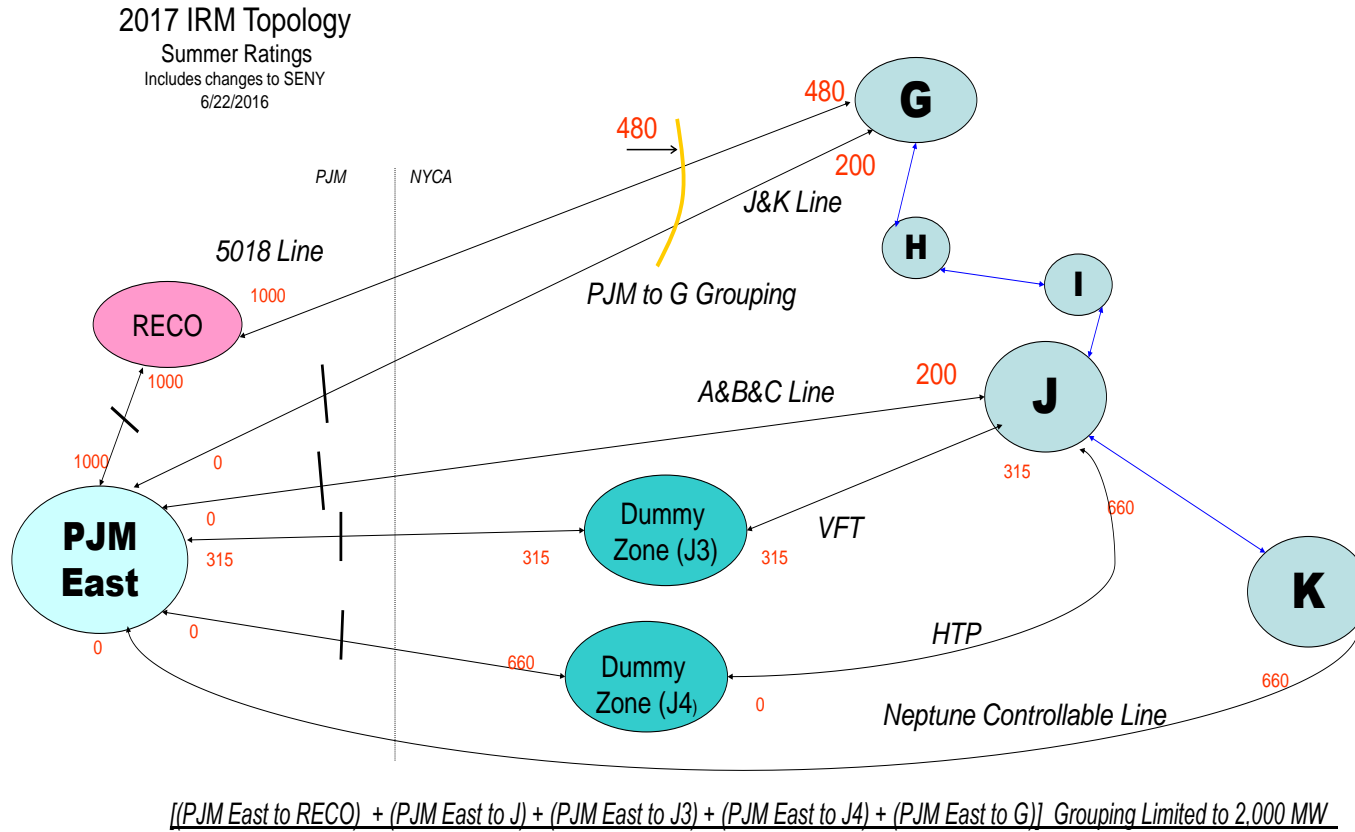 2017 IRM Topology
Summer Ratings
Includes changes to SENY
6/22/2016
480
G
480
200
PJM
NYCA
J&K Line
5018 Line
H
I
1000
PJM to G Grouping
RECO
1000
200
A&B&C Line
J
1000
0
315
660
Dummy
Zone (J3)
VFT
0
315
315
315
PJM
East
K
0
0
660
Dummy
Zone (J4)
0
HTP
660
Neptune Controllable Line
[(PJM East to RECO) + (PJM East to J) + (PJM East to J3) + (PJM East to J4) + (PJM East to G)] Grouping Limited to 2,000 MW